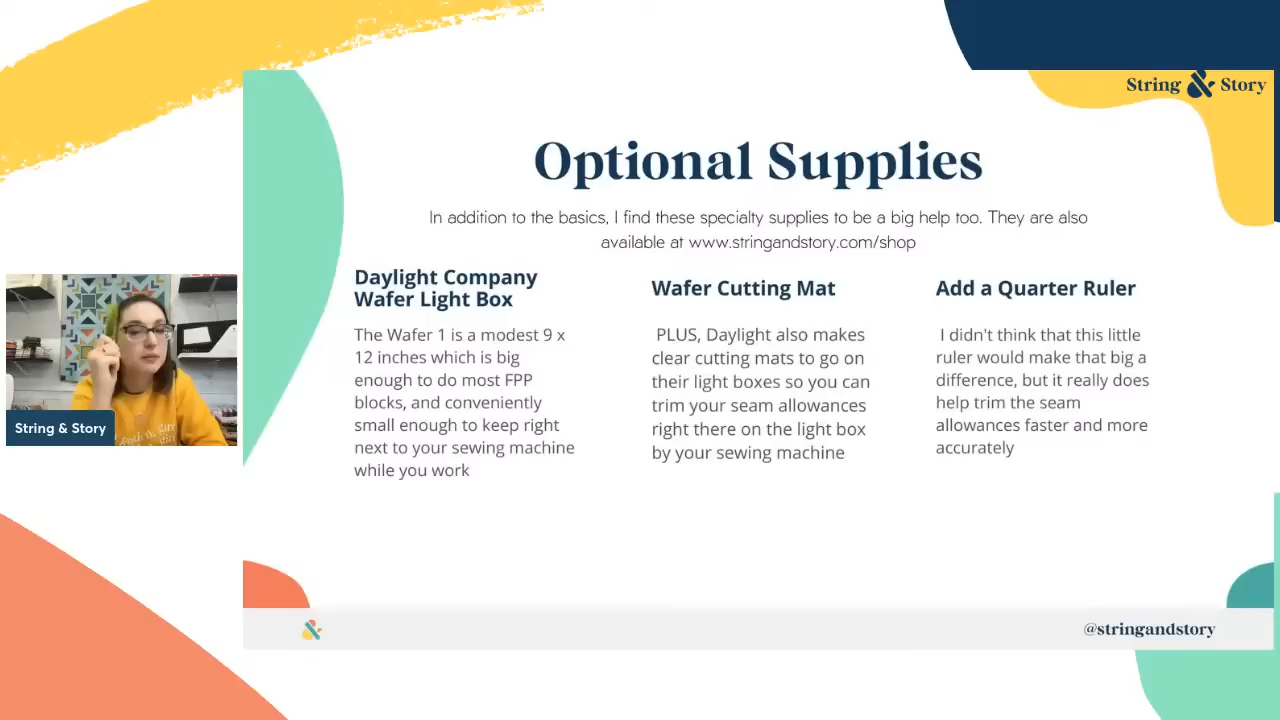 String & Story
Optional Supplies
In addition to the basics, I find these specialty supplies to be a big help too. They are also
available at www.stringandstory.com/shop
Daylight Company
Wafer Light Box
The Wafer 1 is a modest 9 x
12 inches which is big
enough to do most FPP
blocks, and conveniently
small enough to keep right
next to your sewing machine
while you work
Wafer Cutting Mat
PLUS, Daylight also makes
clear cutting mats to go on
their light boxes so you can
trim your seam allowances
right there on the light box
by your sewing machine
Add a Quarter Ruler
I didn't think that this little
ruler would make that big a
difference, but it really does
help trim the seam
allowances faster and more
accurately
String & Story
@stringandstory